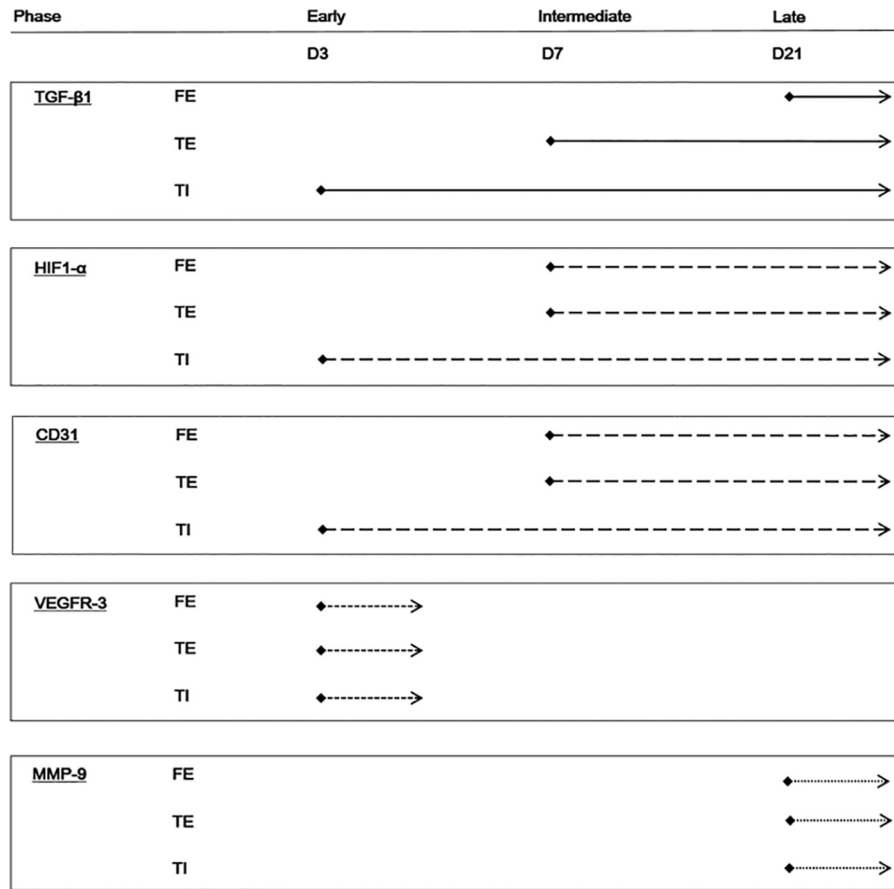 Phase Early Intermediate Late
D3 D7 D21
TGF-β1 FE
TE
TI
HIF1-α FE
TE
TI
CD31 FE
TE
TI
VEGFR-3 FE
TE
TI
MMP-9 FE
TE
TI